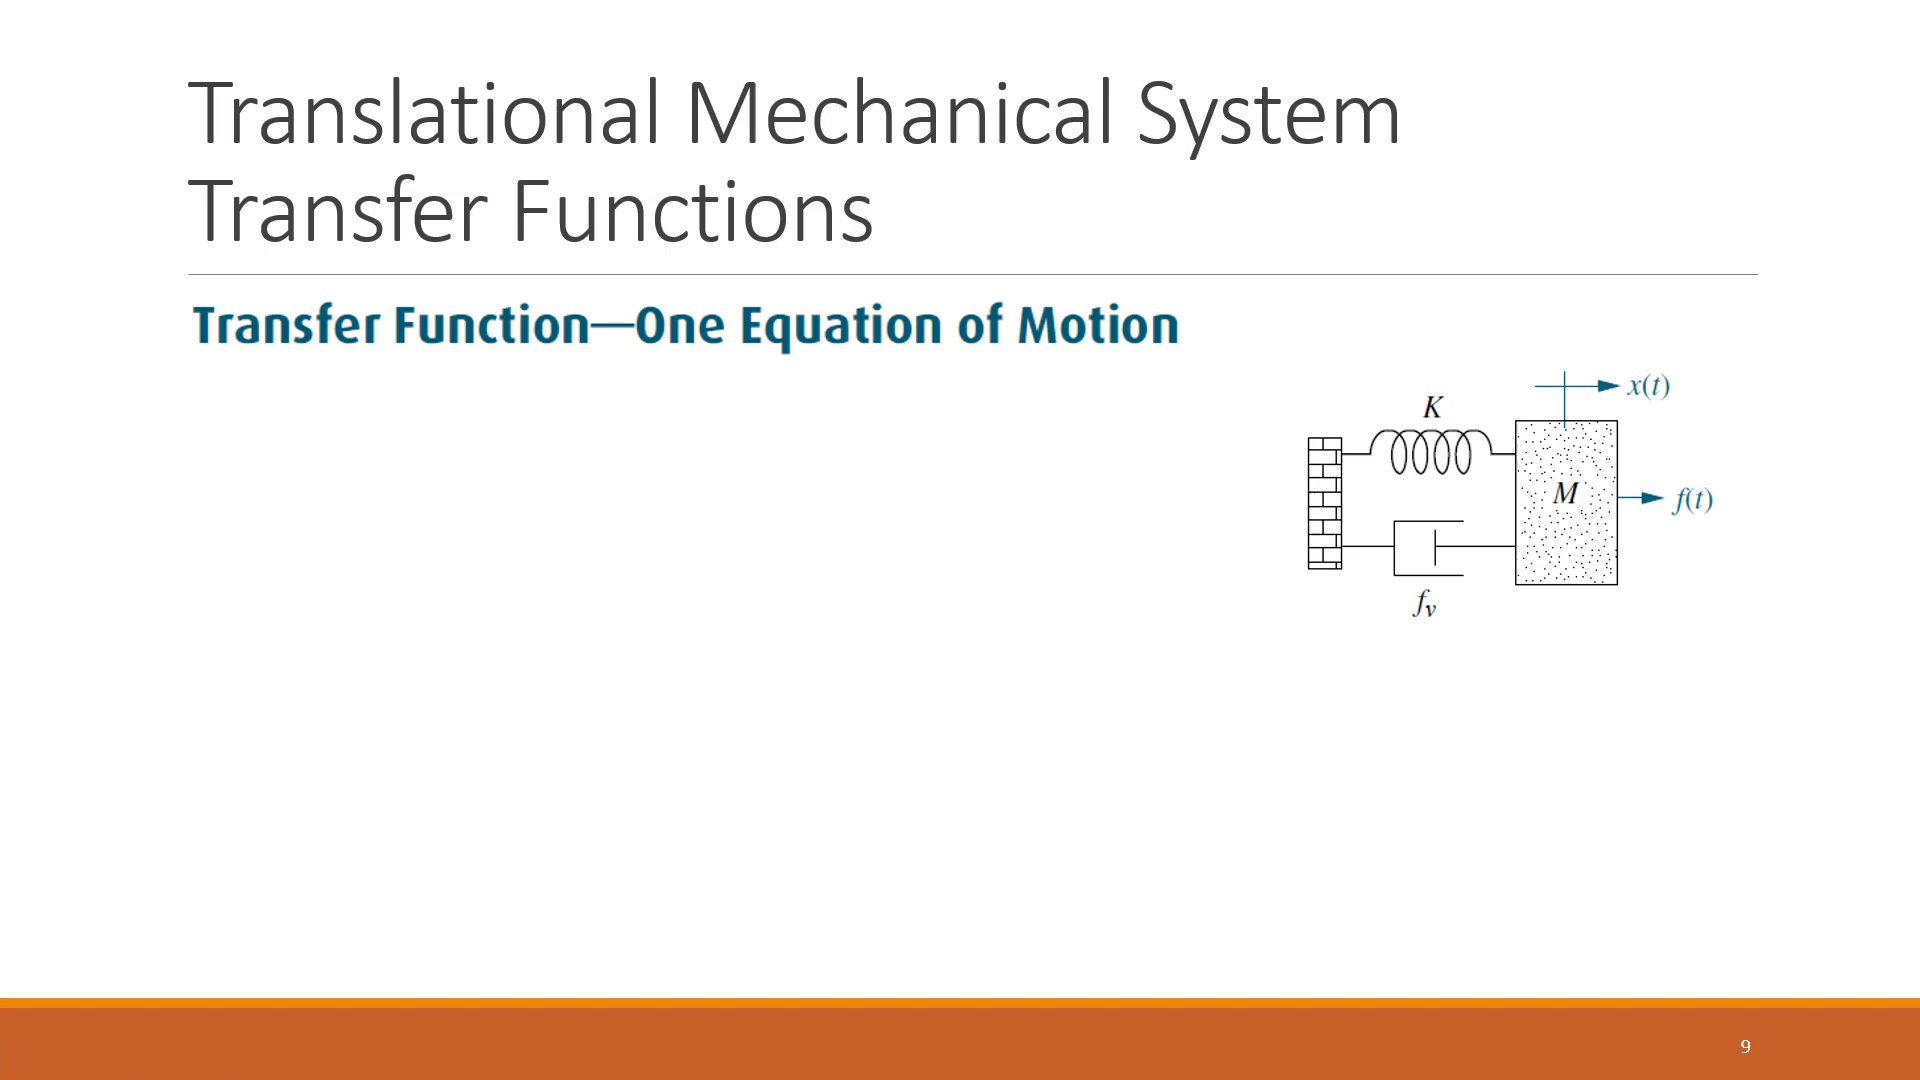 Translational Mechanical System
Transfer Functions
Transfer Function—One Equation of Motion
x(t)
K
M
f(t)
fv
9